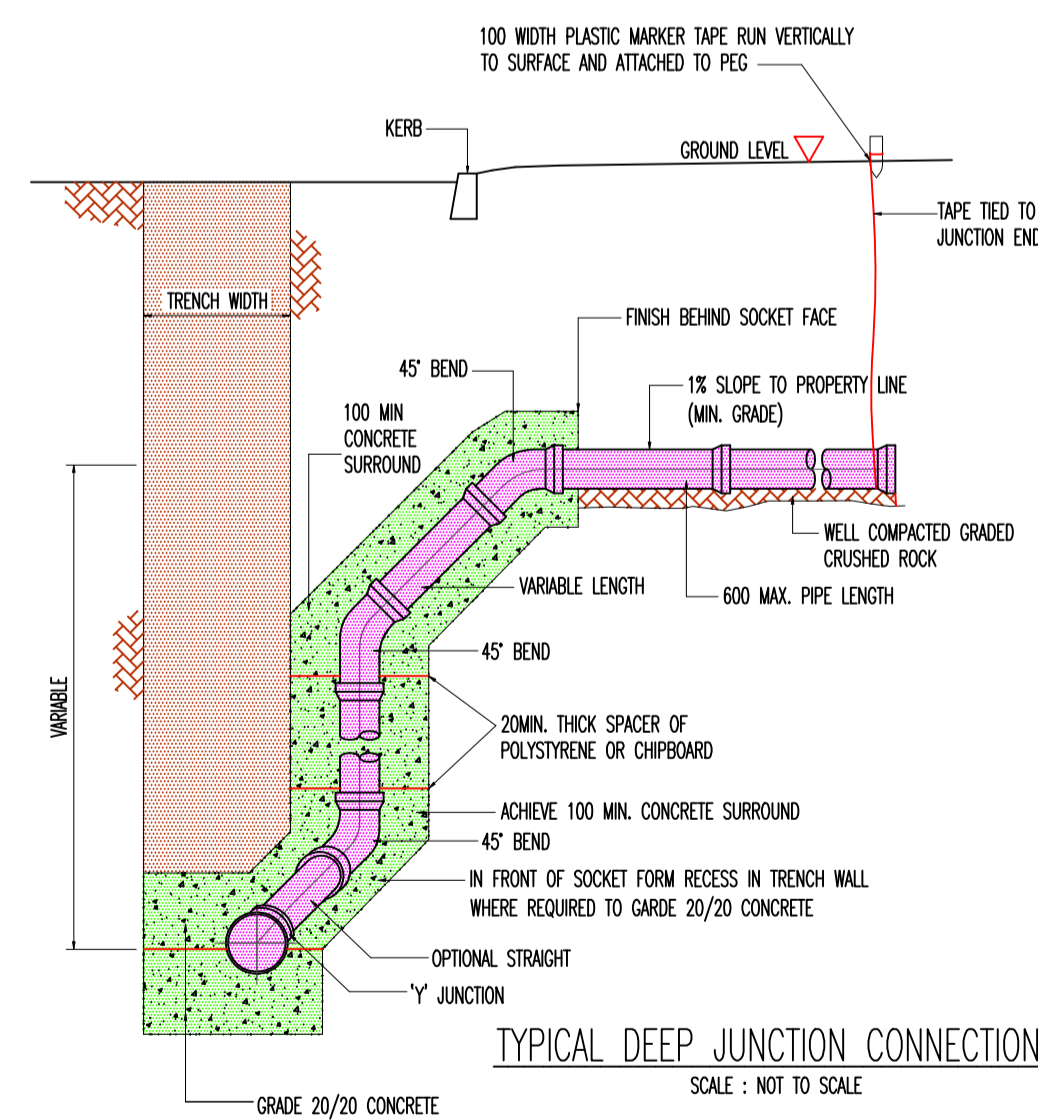 100 WIDTH PLASTIC MARKER TAPE RUN VERTICALLY
TO SURFACE AND ATTACHED TO PEG
KERB
GROUND LEVEL
TAPE TIED TO
JUNCTION END
TRENCH WIDTH
FINISH BEHIND SOCKET FACE
45° BEND
1% SLOPE TO PROPERTY LINE
(MIN. GRADE)
100 MIN
CONCRETE
SURROUND
WELL COMPACTED GRADED
CRUSHED ROCK
VARIABLE LENGTH
600 MAX. PIPE LENGTH
45° BEND
VARIABLE
20MIN. THICK SPACER OF
POLYSTYRENE OR CHIPBOARD
ACHIEVE 100 MIN. CONCRETE SURROUND
45° BEND
IN FRONT OF SOCKET FORM RECESS IN TRENCH WALL
WHERE REQUIRED TO GARDE 20/20 CONCRETE
OPTIONAL STRAIGHT
'Y' JUNCTION
TYPICAL DEEP JUNCTION CONNECTION
SCALE : NOT TO SCALE
GRADE 20/20 CONCRETE